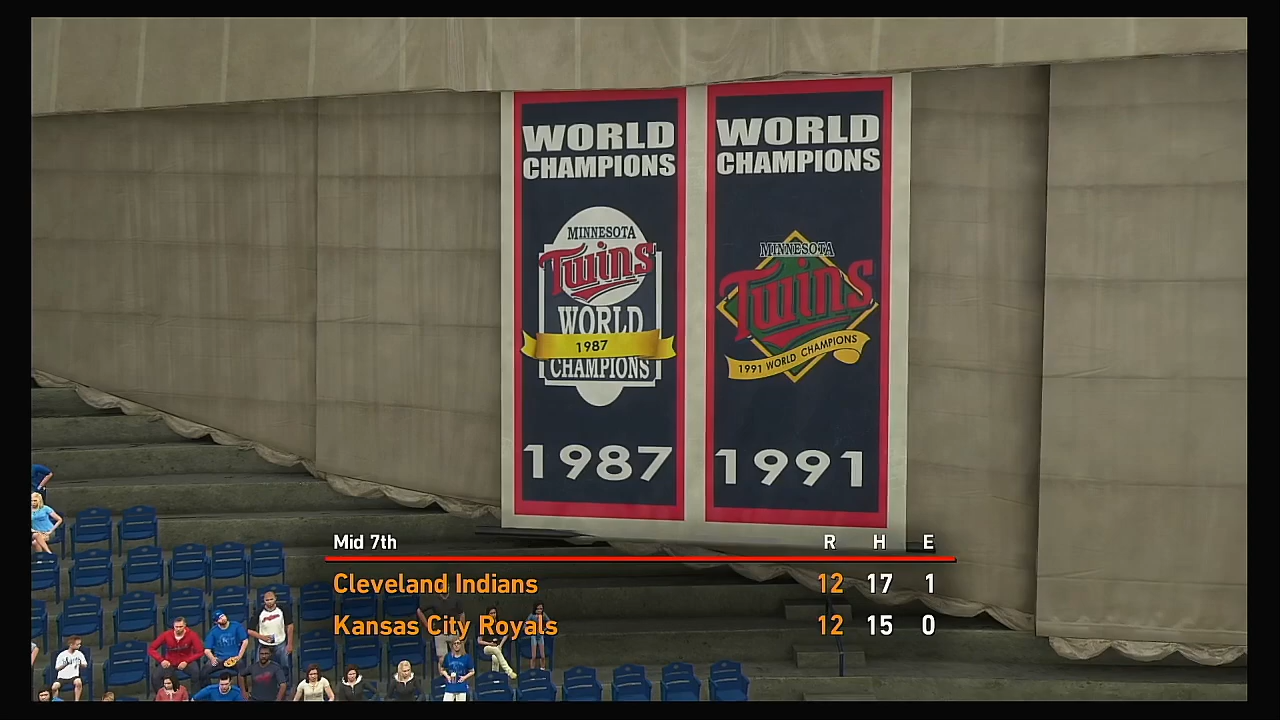 WORLD
CHAMPIONS
MINNESOTA
Twins
WORLD
1987
CHAMPIONS
1987
WORLD
CHAMPIONS
MINNESOTA
Twins
1991 WORLD CHAMPIONS
1991
Mid 7th R H E
Cleveland Indians 12 17 1
Kansas City Royals 12 15 0